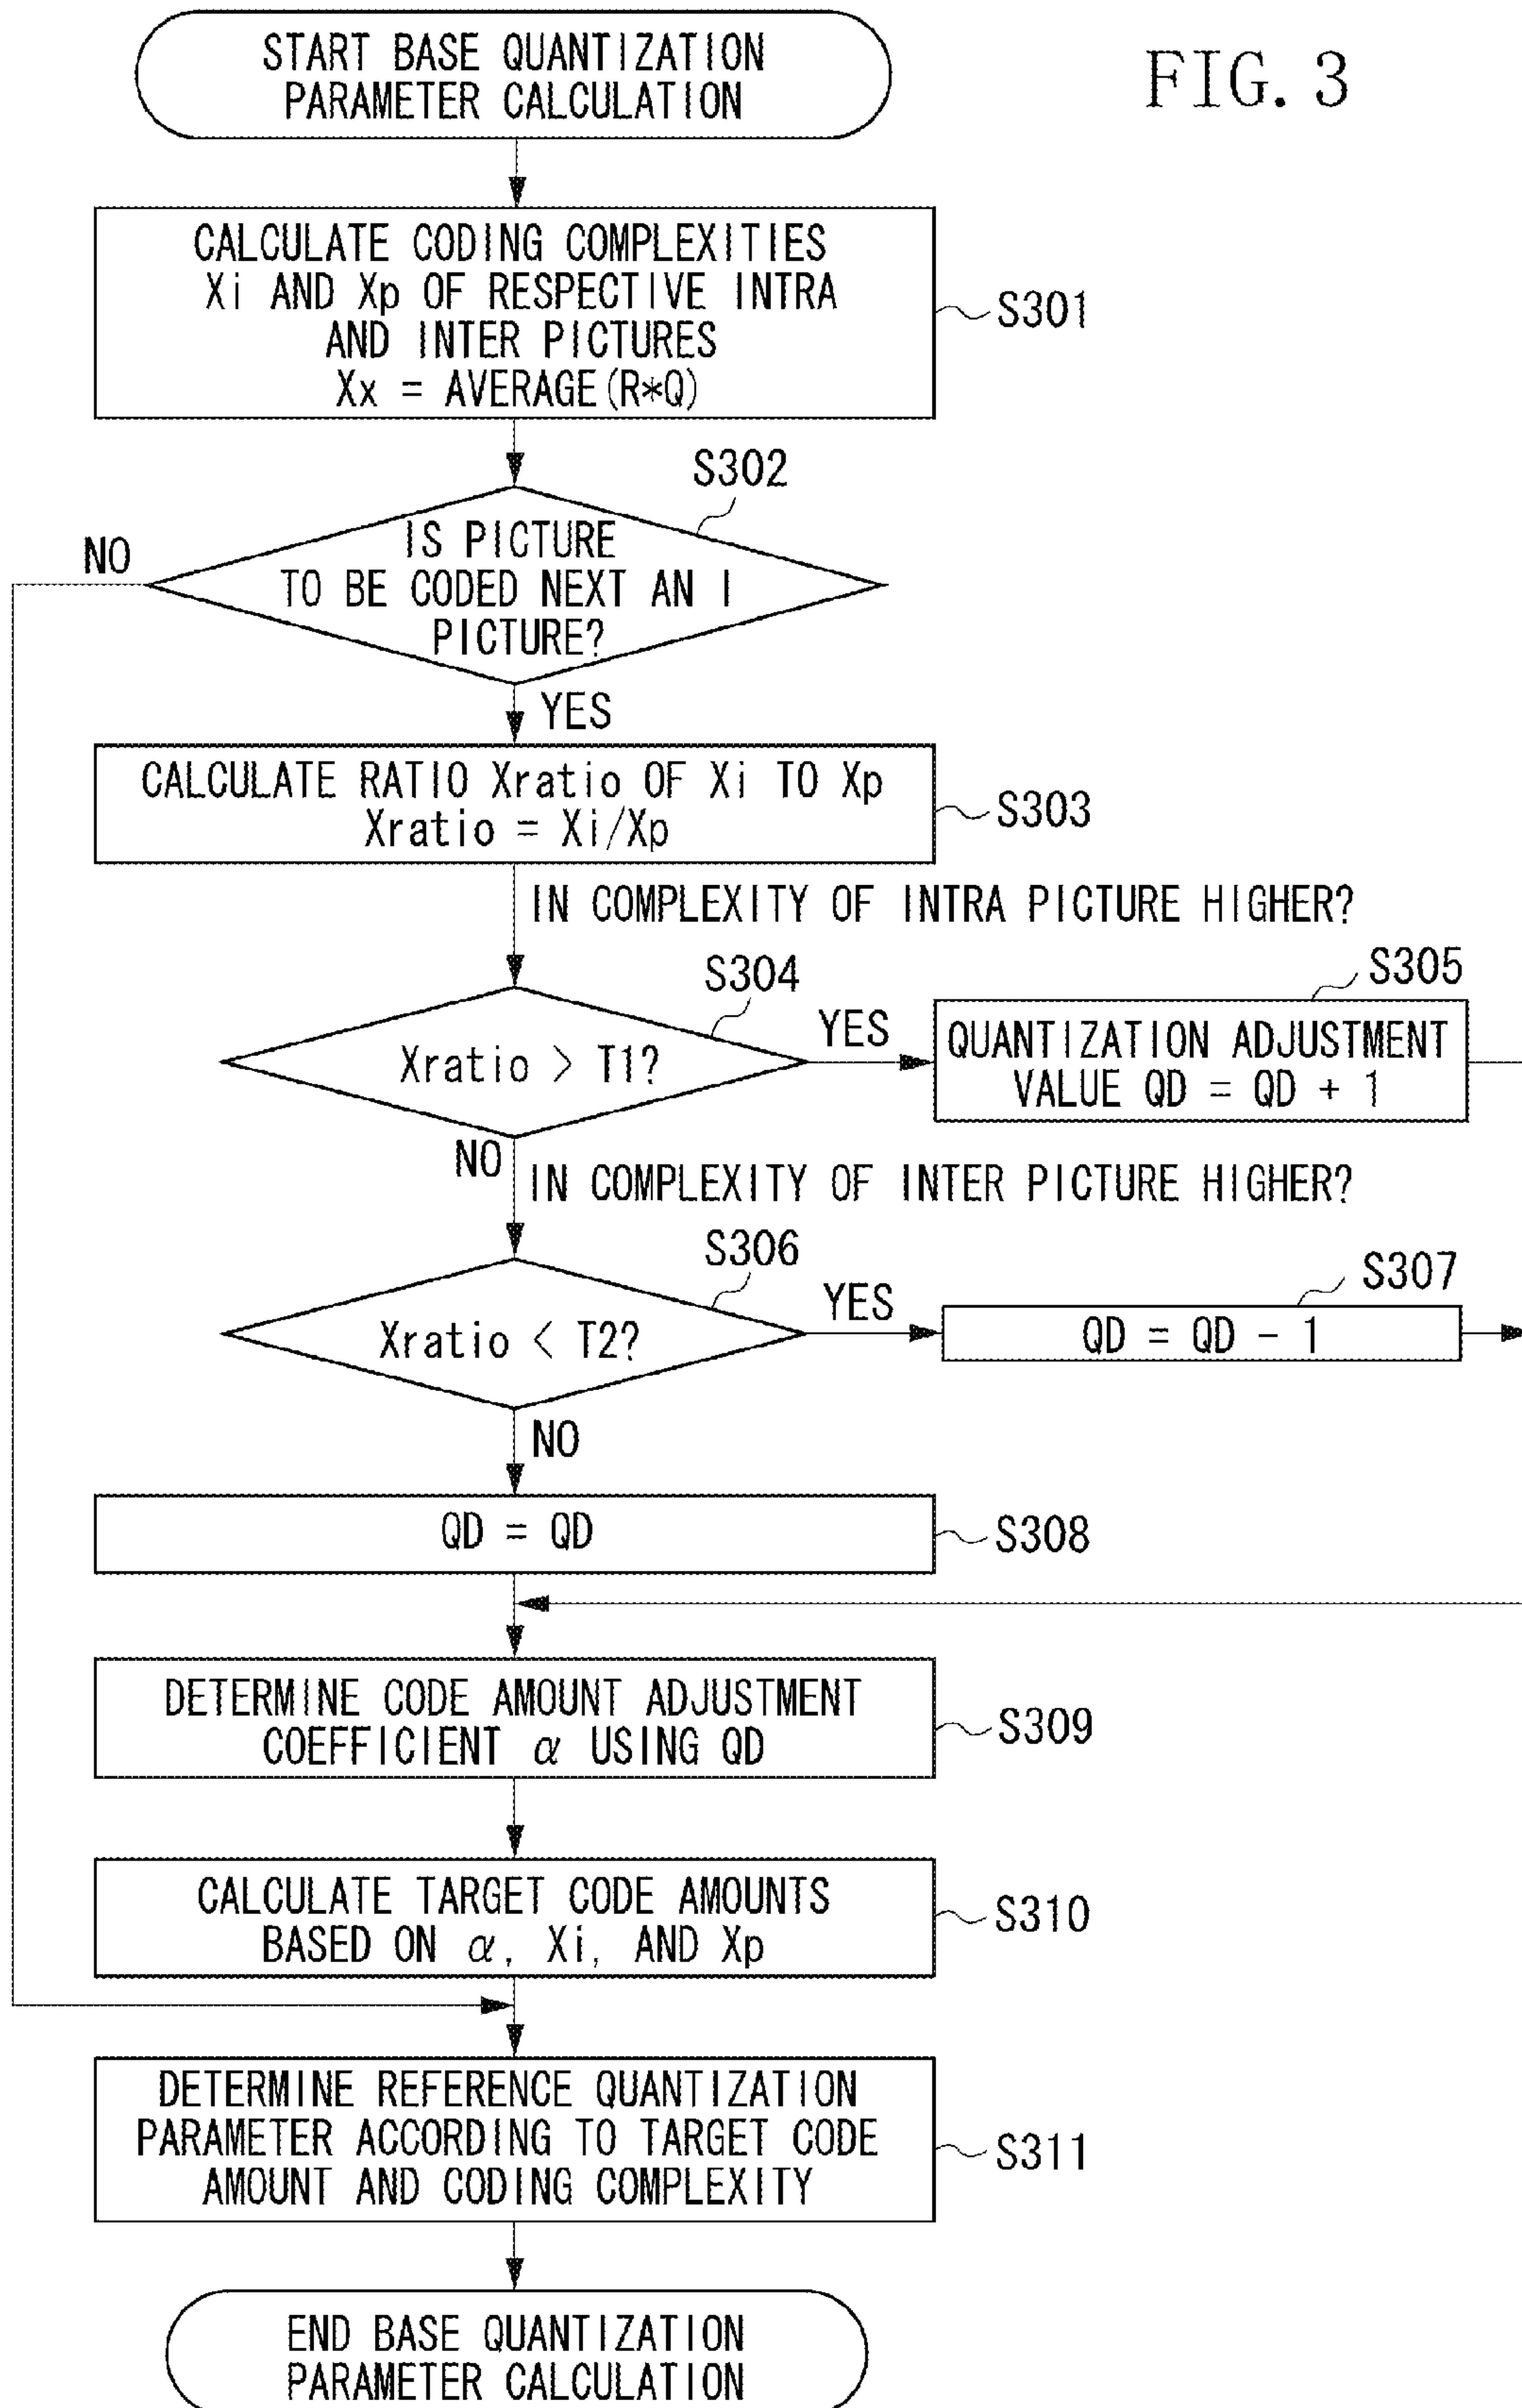 FIG. 3
START BASE QUANTIZATION
PARAMETER CALCULATION
CALCULATE CODING COMPLEXITIES
Xi AND Xp OF RESPECTIVE INTRA
AND INTER PICTURES
Xx = AVERAGE(R*Q)
S301
S302
IS PICTURE
TO BE CODED NEXT AN I
PICTURE?
NO
YES
CALCULATE RATIO Xratio OF Xi TO Xp
Xratio = Xi/Xp
S303
IN COMPLEXITY OF INTRA PICTURE HIGHER?
S304
Xratio > T1?
YES
S305
QUANTIZATION ADJUSTMENT
VALUE QD = QD + 1
NO
IN COMPLEXITY OF INTER PICTURE HIGHER?
S306
Xratio < T2?
YES
S307
QD = QD - 1
NO
QD = QD
S308
DETERMINE CODE AMOUNT ADJUSTMENT
COEFFICIENT α USING QD
S309
CALCULATE TARGET CODE AMOUNTS
BASED ON α, Xi, AND Xp
S310
DETERMINE REFERENCE QUANTIZATION
PARAMETER ACCORDING TO TARGET CODE
AMOUNT AND CODING COMPLEXITY
S311
END BASE QUANTIZATION
PARAMETER CALCULATION